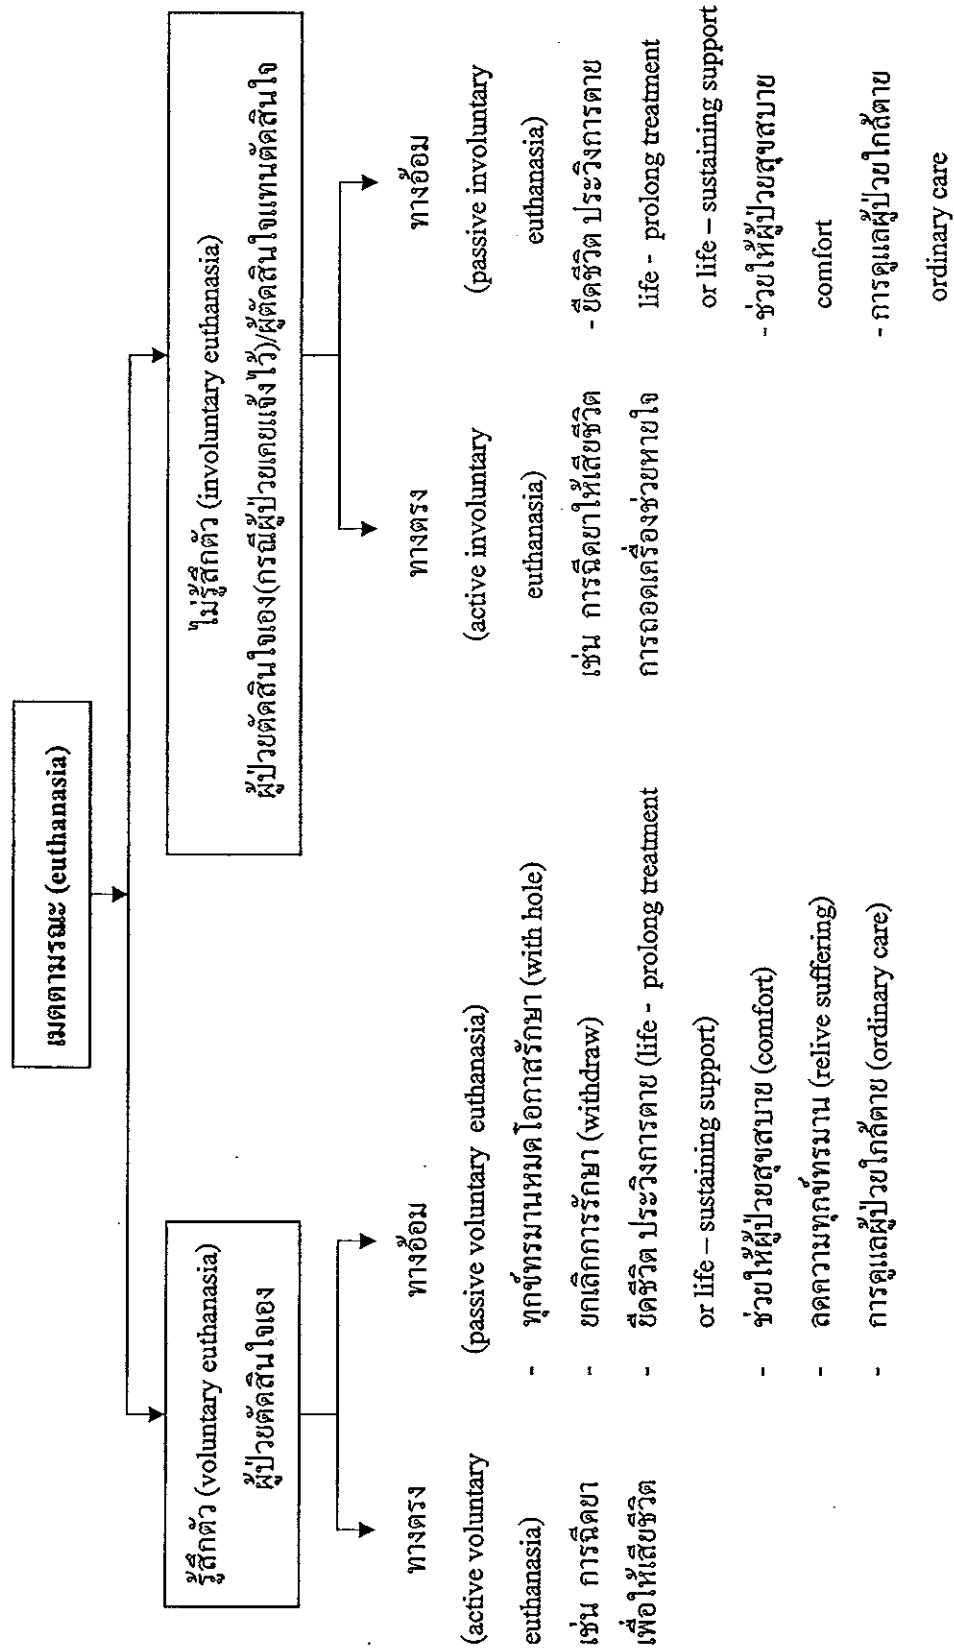 เมตตามรณะ (euthanasia)
รู้สึกตัว (voluntary euthanasia)
ผู้ป่วยตัดสินใจเอง
ทางตรง
(active voluntary
euthanasia)
เช่น การฉีดยา
เพื่อให้เสียชีวิต
ทางอ้อม
(passive voluntary euthanasia)
- ทุกข์ทรมานหมดโอกาสรักษา (with hole)
- ยกเลิกการรักษา (withdraw)
- ยืดชีวิต ประวิงการตาย (life - prolong treatment
or life – sustaining support)
- ช่วยให้ผู้ป่วยสุขสบาย (comfort)
- ลดความทุกข์ทรมาน (relive suffering)
- การดูแลผู้ป่วยใกล้ตาย (ordinary care)
ไม่รู้สึกตัว (involuntary euthanasia)
ผู้ป่วยตัดสินใจเอง(กรณีผู้ป่วยเคยแจ้งไว้)/ผู้ตัดสินใจแทนตัดสินใจ
ทางตรง
(active involuntary
euthanasia)
เช่น การฉีดยาให้เสียชีวิต
การถอดเครื่องช่วยหายใจ
ทางอ้อม
(passive involuntary
euthanasia)
- ยืดชีวิต ประวิงการตาย
life - prolong treatment
or life – sustaining support
- ช่วยให้ผู้ป่วยสุขสบาย
comfort
- การดูแลผู้ป่วยใกล้ตาย
ordinary care